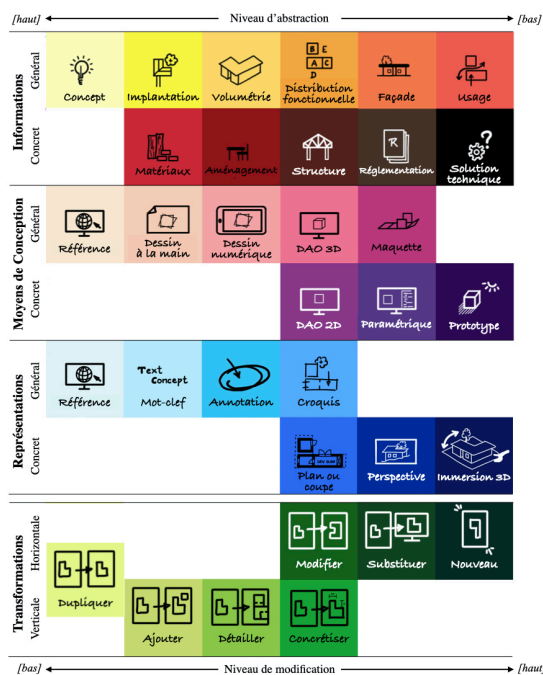 [haut] Niveau d'abstraction [bas]
Informations
Général
Concept
Implantation
Volumétrie
B E
A C
D
Distribution
fonctionnelle
Façade
Usage
Concret
Matériaux
Aménagement
Structure
R
Réglementation
?
Solution
technique
Moyens de Conception
Général
Référence
Dessin
à la main
Dessin
numérique
DAO 3D
Maquette
Concret
DAO 2D
Paramétrique
Prototype
Représentations
Général
Référence
Text
Concept
Mot-clef
Annotation
Croquis
Concret
Plan ou
coupe
Perspective
Immersion 3D
Transformations
Horizontale
Modifier
Substituer
Nouveau
Dupliquer
Verticale
Ajouter
Détailler
Concrétiser
[bas] Niveau de modification [haut]